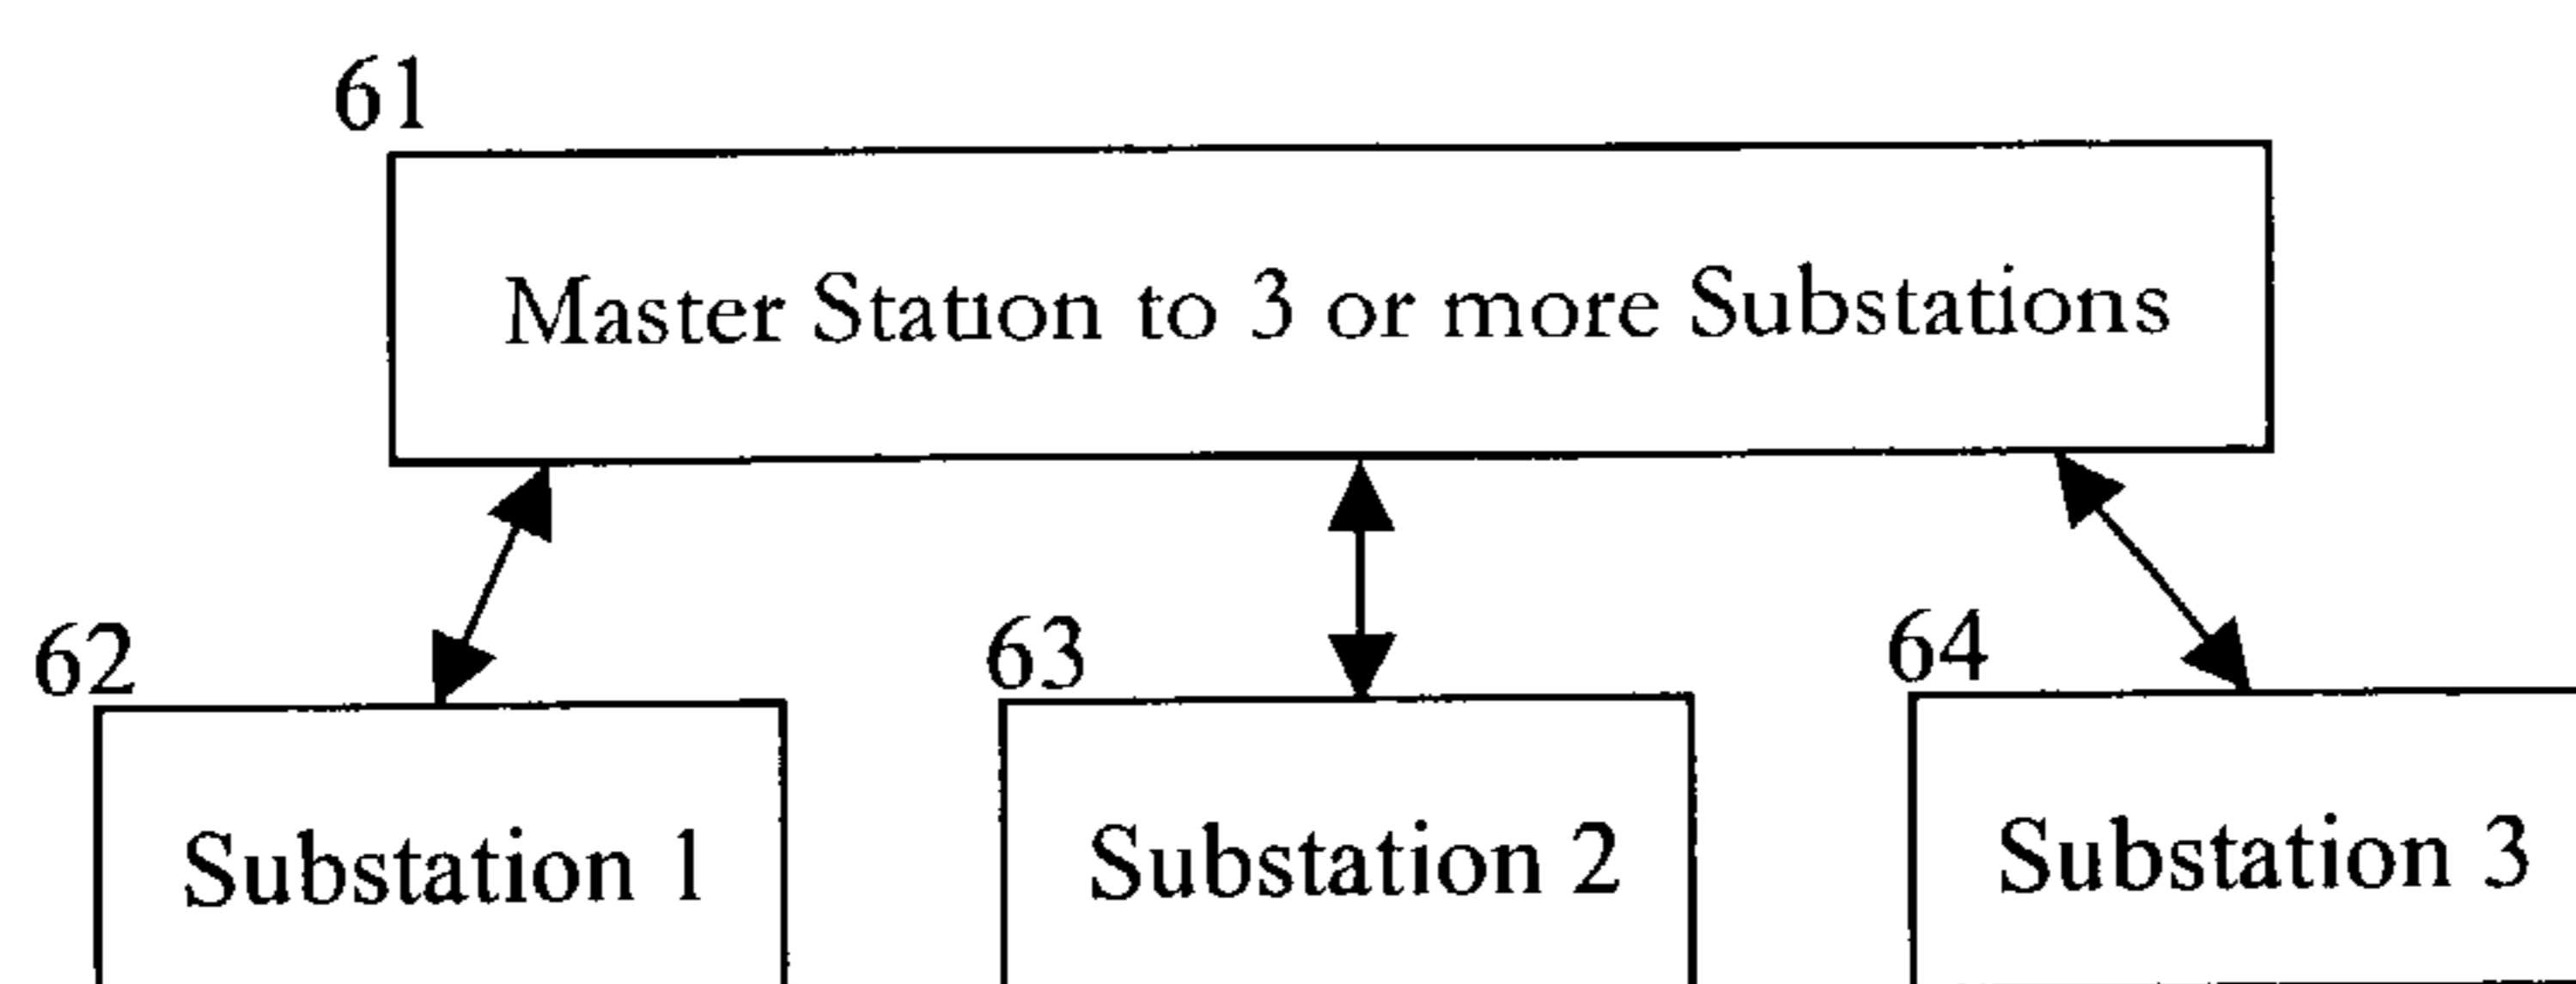 61
Master Station to 3 or more Substations
62
63
64
Substation 1
Substation 2
Substation 3